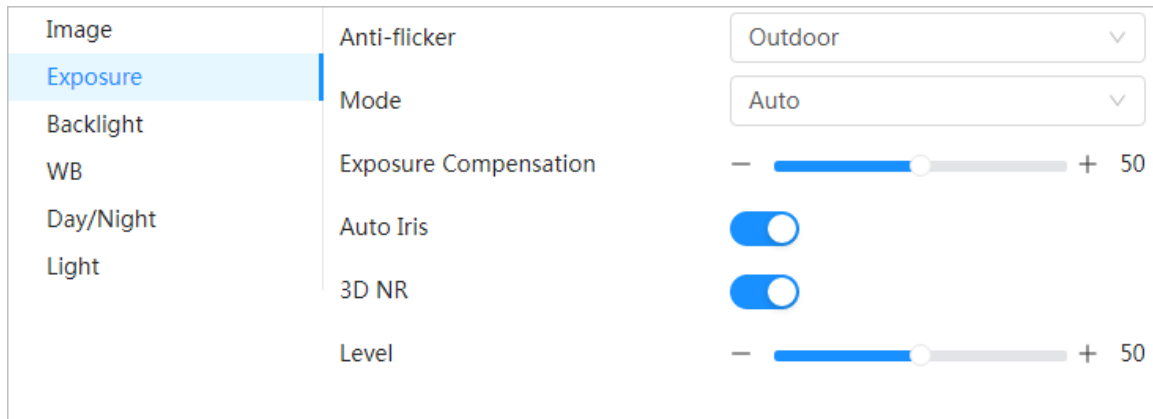 Image
Exposure
Backlight
WB
Day/Night
Light
Anti-flicker Outdoor
Mode Auto
Exposure Compensation − + 50
Auto Iris
3D NR
Level − + 50